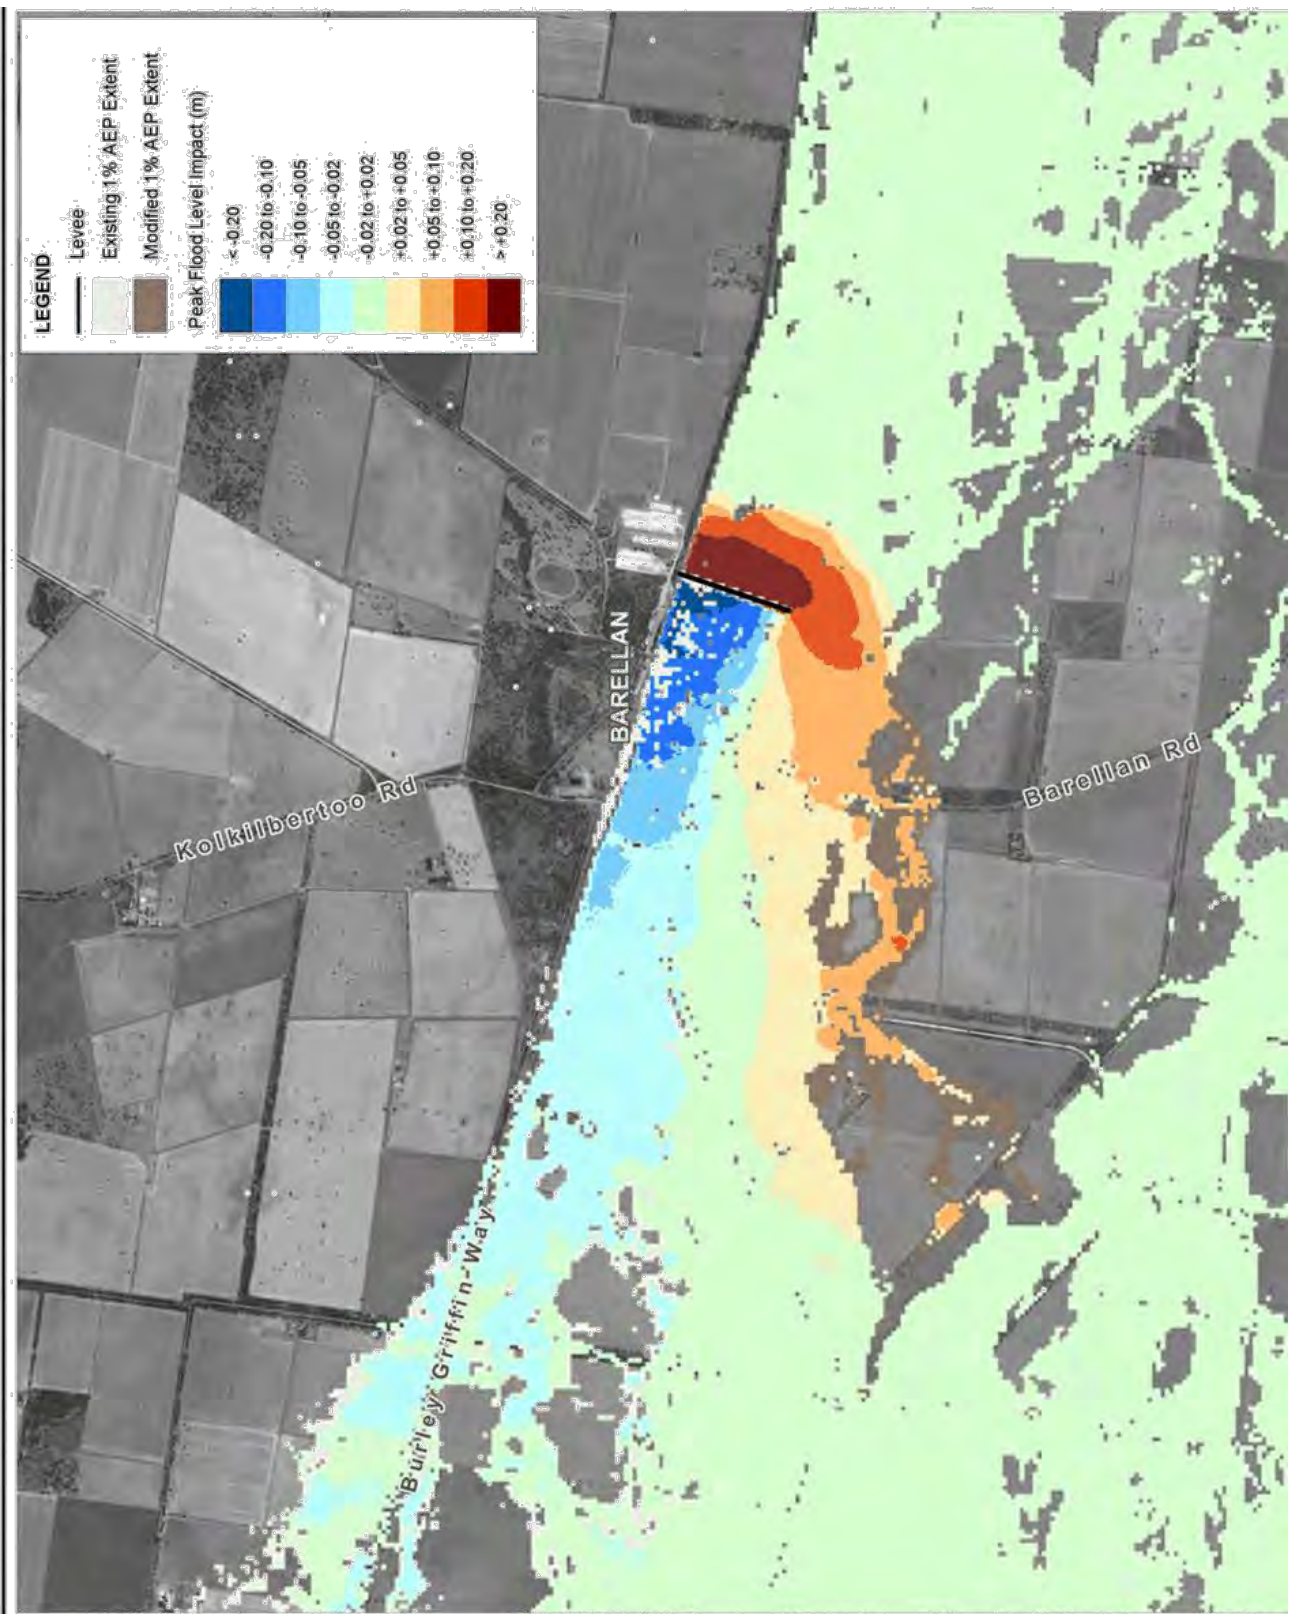 LEGEND
Levee
Existing 1% AEP Extent
Modified 1% AEP Extent
Peak Flood Level Impact (m)
< -0.20
-0.20 to -0.10
-0.10 to -0.05
-0.05 to -0.02
-0.02 to +0.02
+0.02 to +0.05
+0.05 to +0.10
+0.10 to +0.20
> +0.20
Kolkilbertoo Rd
BARELLAN
Barellan Rd
Burley Griffin Way